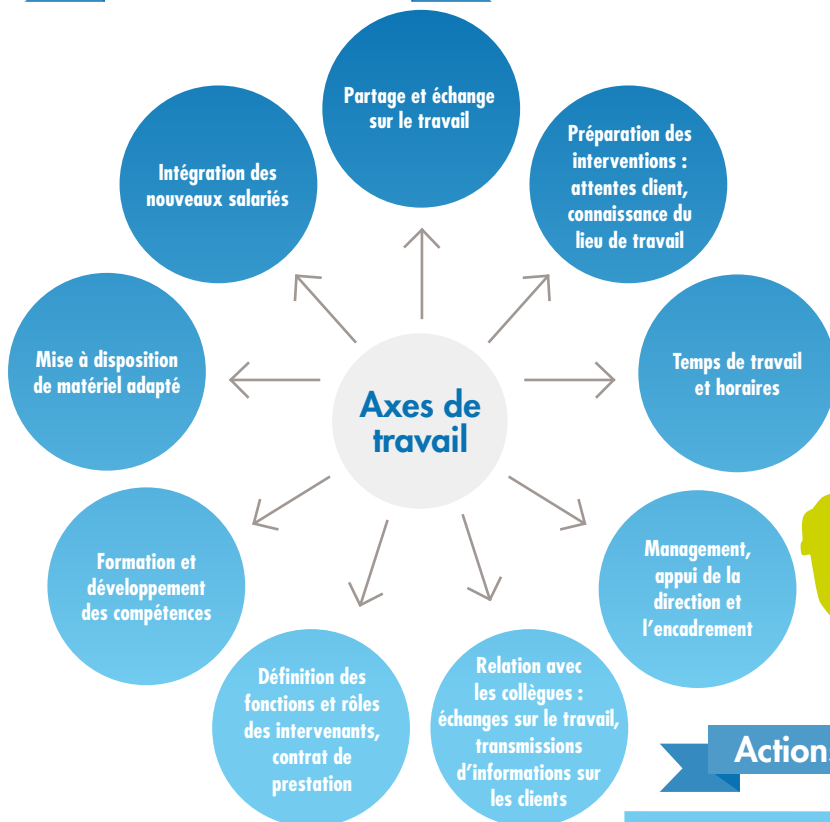 Partage et échange
sur le travail
Préparation des
interventions :
attentes client,
connaissance du
lieu de travail
Intégration des
nouveaux salariés
Mise à disposition
de matériel adapté
Temps de travail
et horaires
Axes de
travail
Formation et
développement
des compétences
Management,
appui de la
direction et
l'encadrement
Définition des
fonctions et rôles
des intervenants,
contrat de
prestation
Relation avec
les collègues :
échanges sur le travail,
transmissions
d'informations sur
les clients
Actions